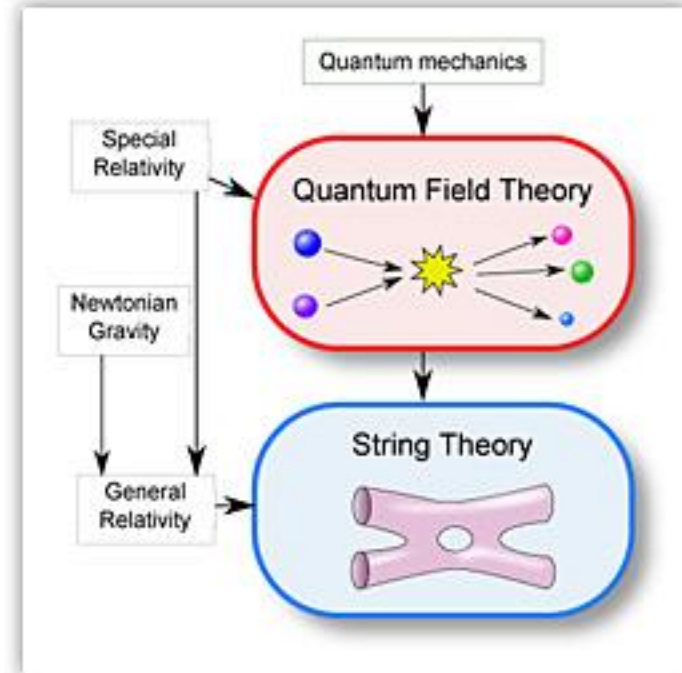 Quantum mechanics
Special
Relativity
Quantum Field Theory
Newtonian
Gravity
String Theory
General
Relativity